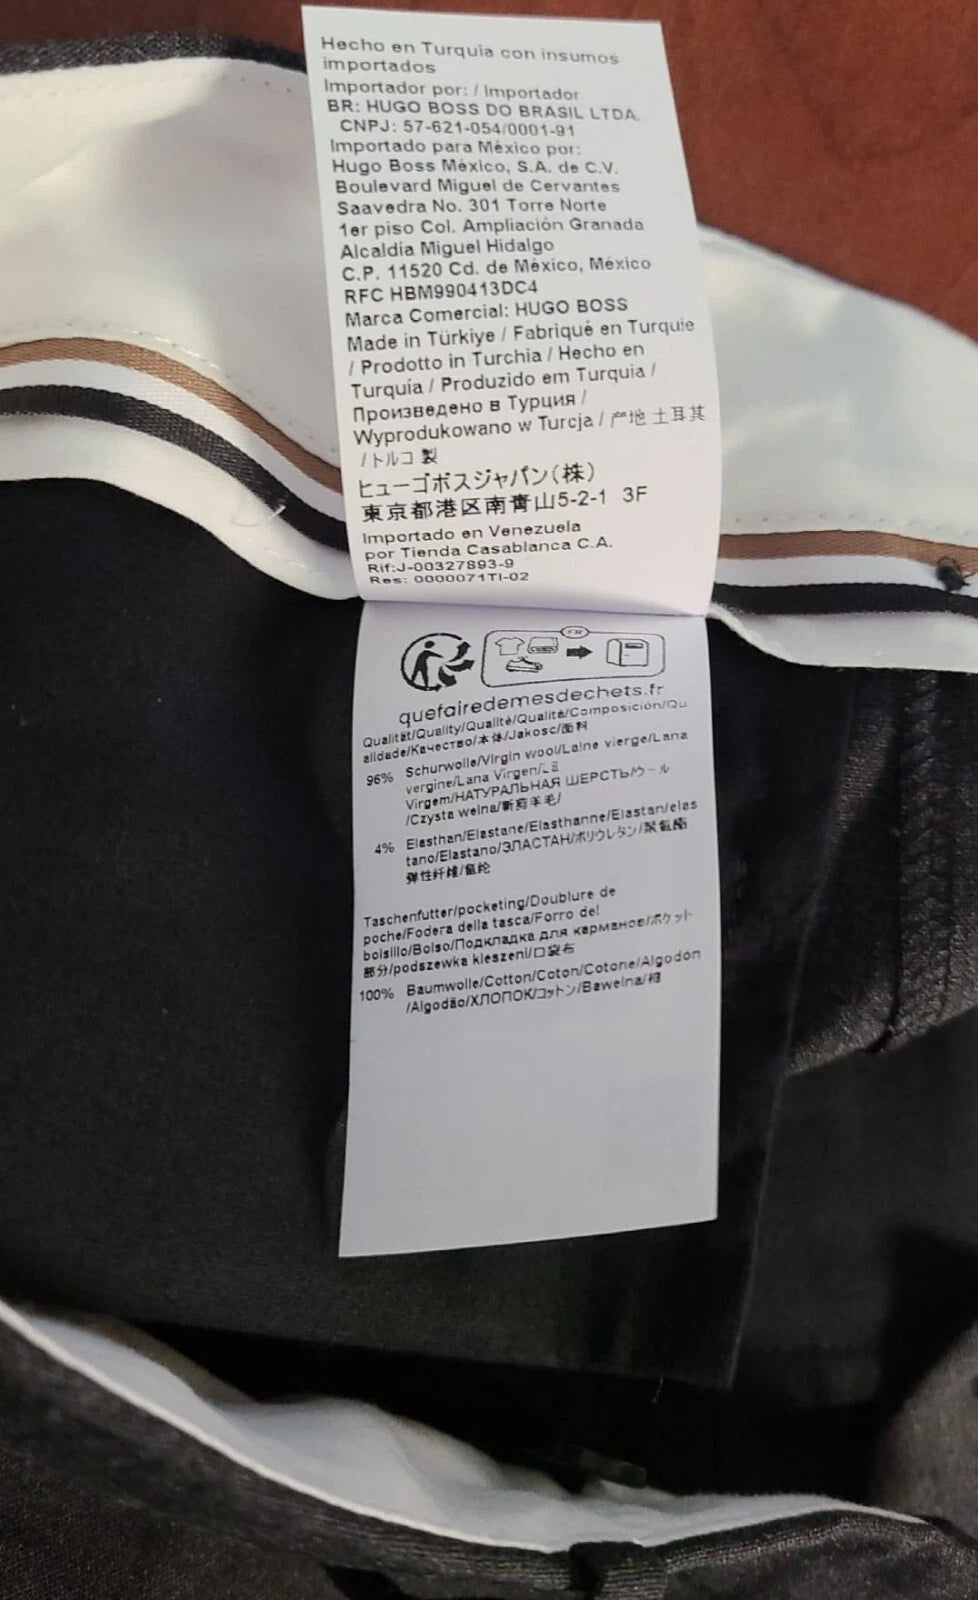 Hecho en Turquía con insumos
importados
Importador por: / Importador
BR: HUGO BOSS DO BRASIL LTDA.
CNPJ: 57-621-054/0001-91
Importado para México por:
Hugo Boss México, S.A. de C.V.
Boulevard Miguel de Cervantes
Saavedra No. 301 Torre Norte
1er piso Col. Ampliación Granada
Alcaldía Miguel Hidalgo
C.P. 11520 Cd. de México, México
RFC HBM990413DC4
Marca Comercial: HUGO BOSS
Made in Türkiye / Fabriqué en Turquie
/ Prodotto in Turchia / Hecho en
Turquía / Produzido em Turquia /
Произведено в Турции /
Wyprodukowano w Turcja / 产地 土耳其
/トルコ 製
ヒューゴボスジャパン(株)
東京都港区南青山5-2-1 3F
Importado en Venezuela
por Tienda Casablanca C.A.
Rif:J-00327893-9
Res: 0000071TI-02
FR
quefairedemesdechets.fr
Qualität/Quality/Qualité/Qualità/Composición/Qu
alidade/Качество/本体/Jakosc/面料
96% Schurwolle/Virgin wool/Laine vierge/Lana
vergine/Lana Virgen/Lã
Virgem/НАТУРАЛЬНАЯ ШЕРСТЬ/ウール
/Czysta welna/新剪羊毛/
4% Elasthan/Elastane/Elasthanne/Elastan/elas
tano/Elastano/ЭЛАСТАН/ポリウレタン/聚氨酯
弹性纤维/氨纶
Taschenfutter/pocketing/Doublure de
poche/Fodera della tasca/Forro del
bolsillo/Bolso/Подкладка для карманов/ポケット
部分/podszewka kieszeni/口袋布
100% Baumwolle/Cotton/Coton/Cotone/Algodón
/Algodão/ХЛОПОК/コットン/Bawelna/棉